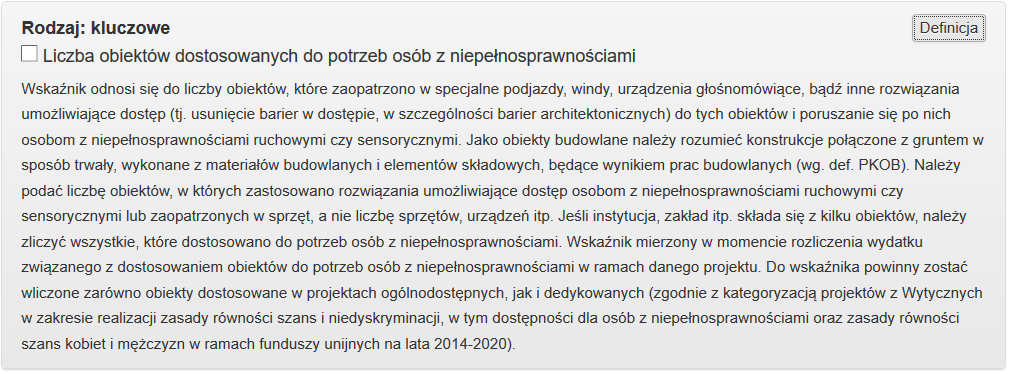 Rodzaj: kluczowe
Definicja
Liczba obiektów dostosowanych do potrzeb osób z niepełnosprawnościami
Wskaźnik odnosi się do liczby obiektów, które zaopatrzono w specjalne podjazdy, windy, urządzenia głośnomówiące, bądź inne rozwiązania
umożliwiające dostęp (tj. usunięcie barier w dostępie, w szczególności barier architektonicznych) do tych obiektów i poruszanie się po nich
osobom z niepełnosprawnościami ruchowymi czy sensorycznymi. Jako obiekty budowlane należy rozumieć konstrukcje połączone z gruntem w
sposób trwały, wykonane z materiałów budowlanych i elementów składowych, będące wynikiem prac budowlanych (wg. def. PKOB). Należy
podać liczbę obiektów, w których zastosowano rozwiązania umożliwiające dostęp osobom z niepełnosprawnościami ruchowymi czy
sensorycznymi lub zaopatrzonych w sprzęt, a nie liczbę sprzętów, urządzeń itp. Jeśli instytucja, zakład itp. składa się z kilku obiektów, należy
zliczyć wszystkie, które dostosowano do potrzeb osób z niepełnosprawnościami. Wskaźnik mierzony w momencie rozliczenia wydatku
związanego z dostosowaniem obiektów do potrzeb osób z niepełnosprawnościami w ramach danego projektu. Do wskaźnika powinny zostać
wliczone zarówno obiekty dostosowane w projektach ogólnodostępnych, jak i dedykowanych (zgodnie z kategoryzacją projektów z Wytycznych
w zakresie realizacji zasady równości szans i niedyskryminacji, w tym dostępności dla osób z niepełnosprawnościami oraz zasady równości
szans kobiet i mężczyzn w ramach funduszy unijnych na lata 2014-2020).